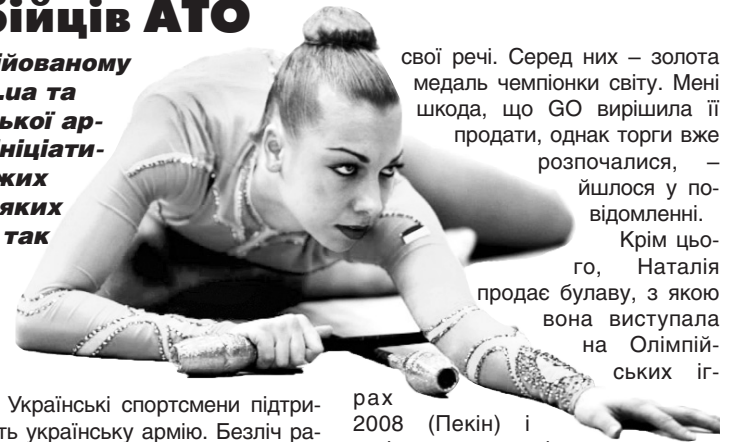 бійців АТО
ійованому
.ua та
ької ар-
ініціати-
жих
яких
так
Українські спортсмени підтри-
ть українську армію. Безліч ра-
свої речі. Серед них – золота
медаль чемпіонки світу. Мені
шкода, що GO вирішила її
продати, однак торги вже
розпочалися, –
йшлося у по-
відомленні.
Крім цьо-
го, Наталія
продає булаву, з якою
вона виступала
на Олімпій-
ських іг-
рах
2008 (Пекін) і